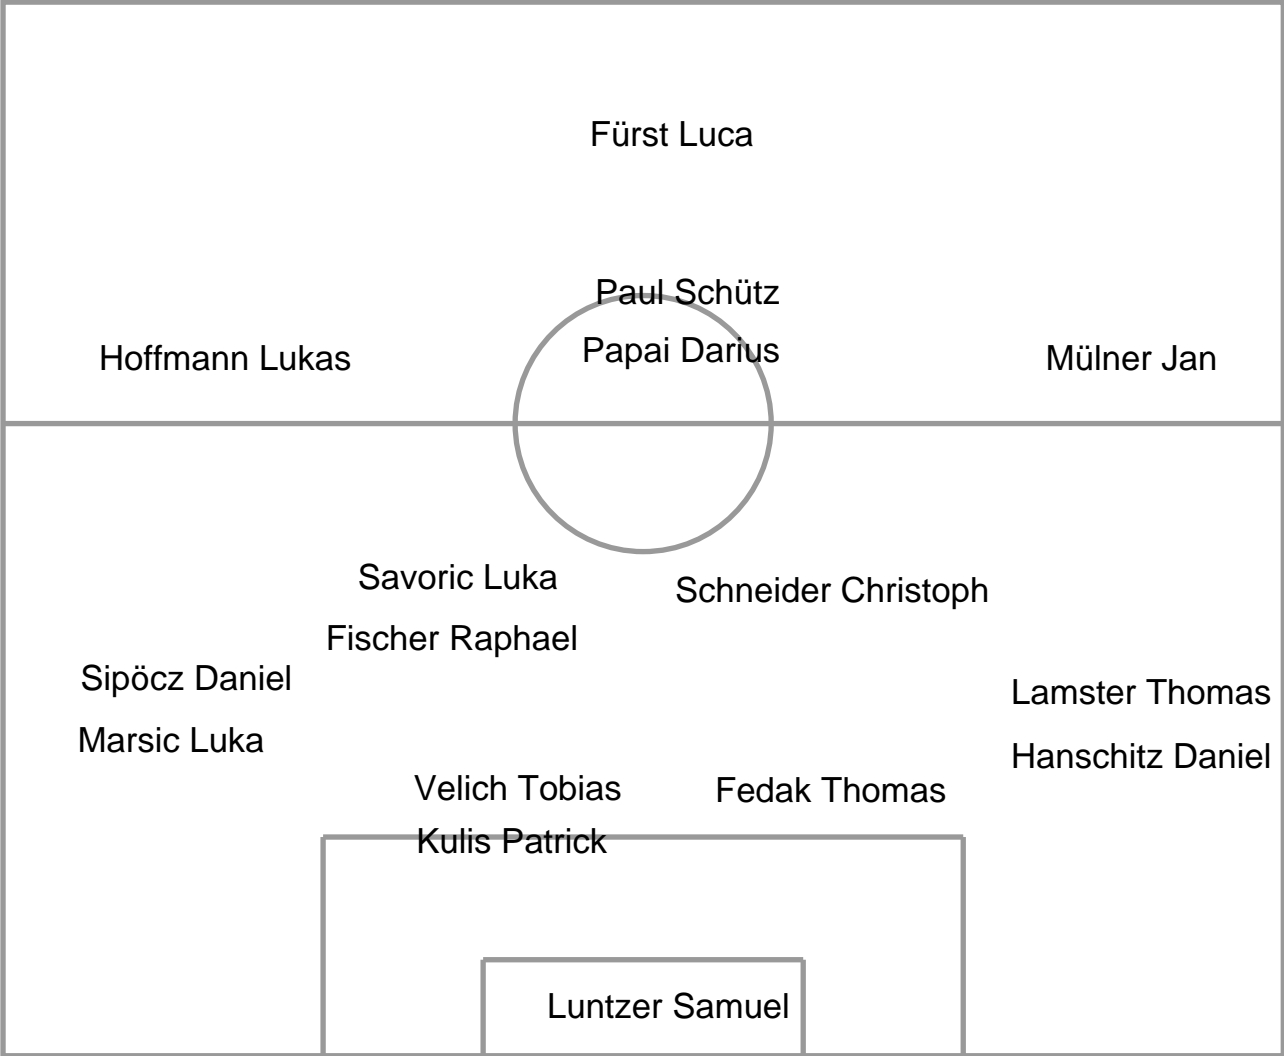 Fürst Luca
Paul Schütz
Papai Darius
Hoffmann Lukas
Mülner Jan
Savoric Luka
Schneider Christoph
Fischer Raphael
Sipöcz Daniel
Lamster Thomas
Marsic Luka
Hanschitz Daniel
Velich Tobias
Fedak Thomas
Kulis Patrick
Luntzer Samuel